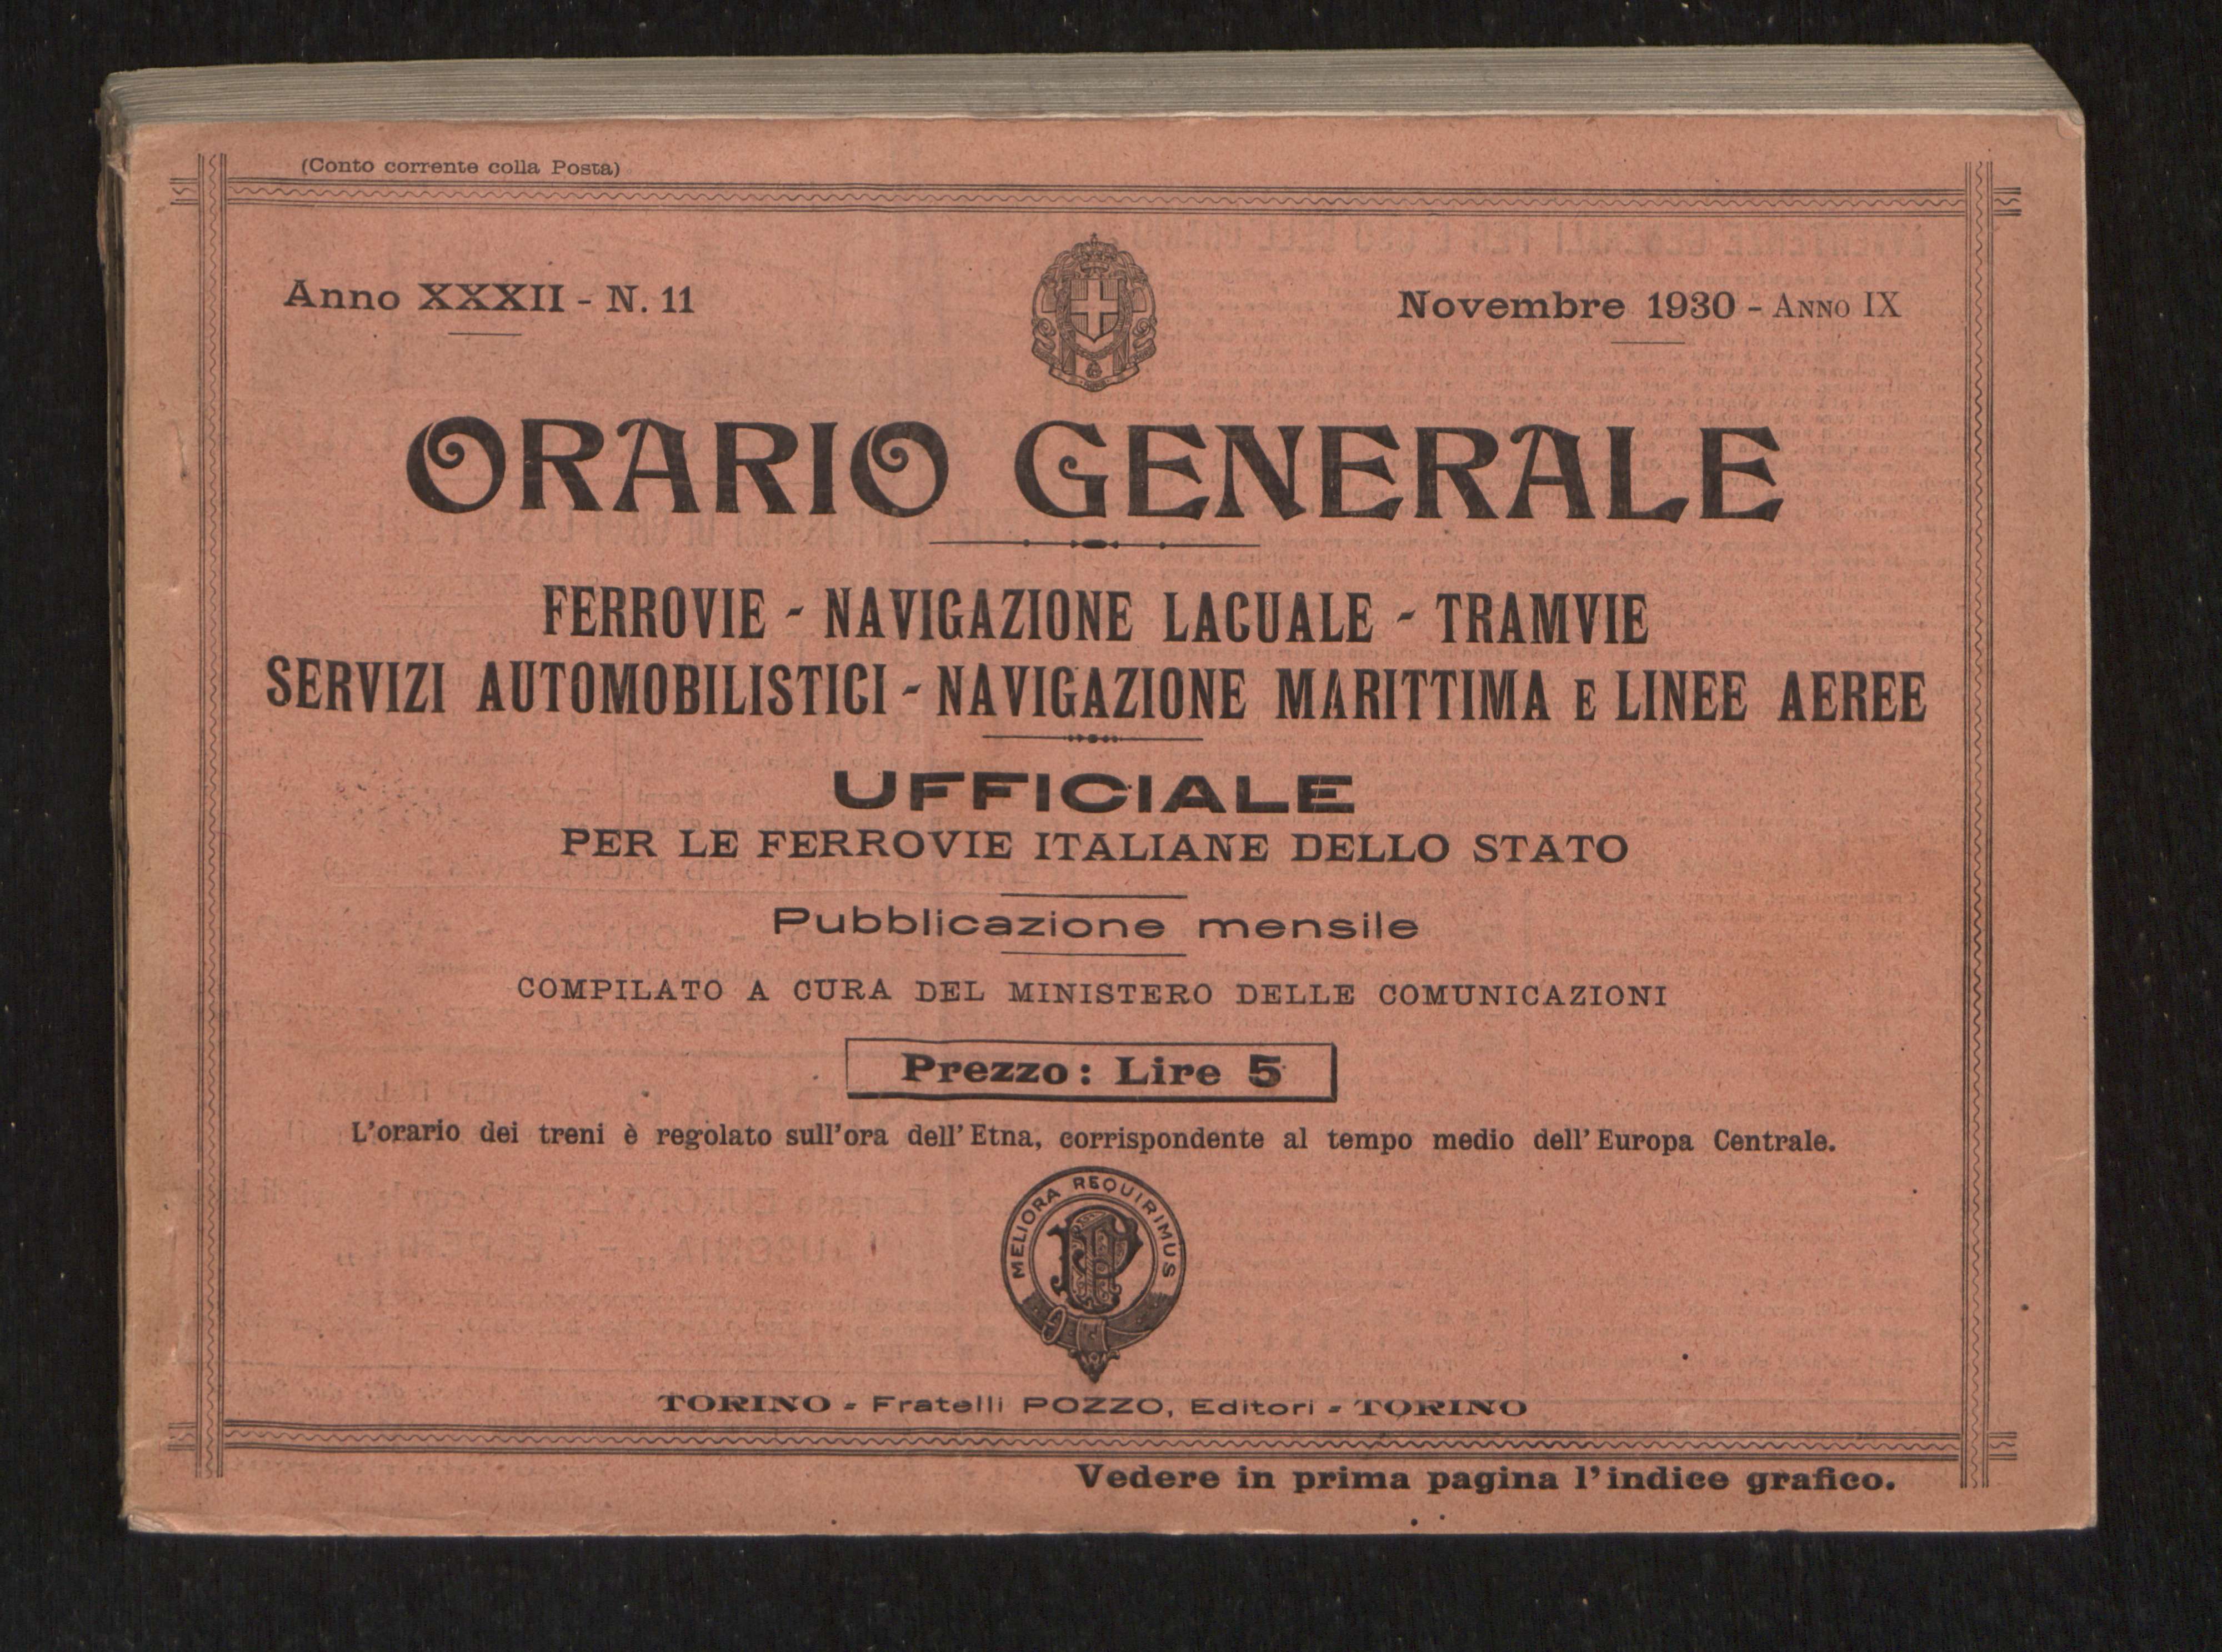 (Conto corrente colla Posta)
Anno XXXII - N. 11
Novembre 1930 - ANNO IX
ORARIO GENERALE
FERROVIE - NAVIGAZIONE LACUALE - TRAMVIE
SERVIZI AUTOMOBILISTICI - NAVIGAZIONE MARITTIMA E LINEE AEREE
UFFICIALE
PER LE FERROVIE ITALIANE DELLO STATO
Pubblicazione mensile
COMPILATO A CURA DEL MINISTERO DELLE COMUNICAZIONI
Prezzo: Lire 5
L'orario dei treni è regolato sull'ora dell'Etna, corrispondente al tempo medio dell'Europa Centrale.
MELIORA REQUIRIMUS
FP
TORINO - Fratelli POZZO, Editori - TORINO
Vedere in prima pagina l'indice grafico.